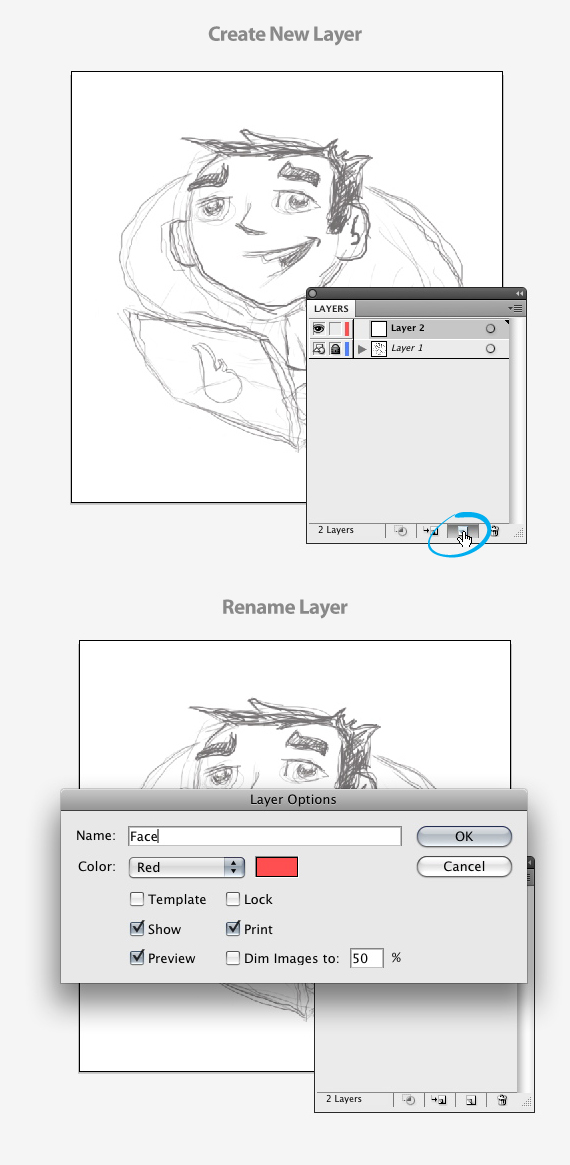 Create New Layer
LAYERS
Layer 2
Layer 1
2 Layers
Rename Layer
Layer Options
Name: Face OK
Color: Red Cancel
Template Lock
Show Print
Preview Dim Images to: 50 %
2 Layers